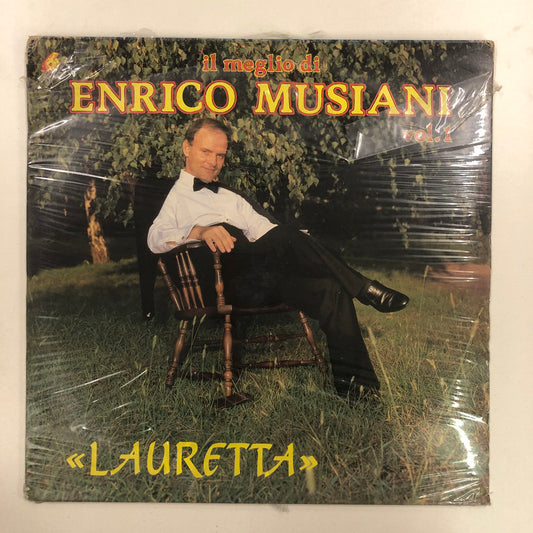 il meglio di
ENRICO MUSIANI
vol.1
«LAURETTA»